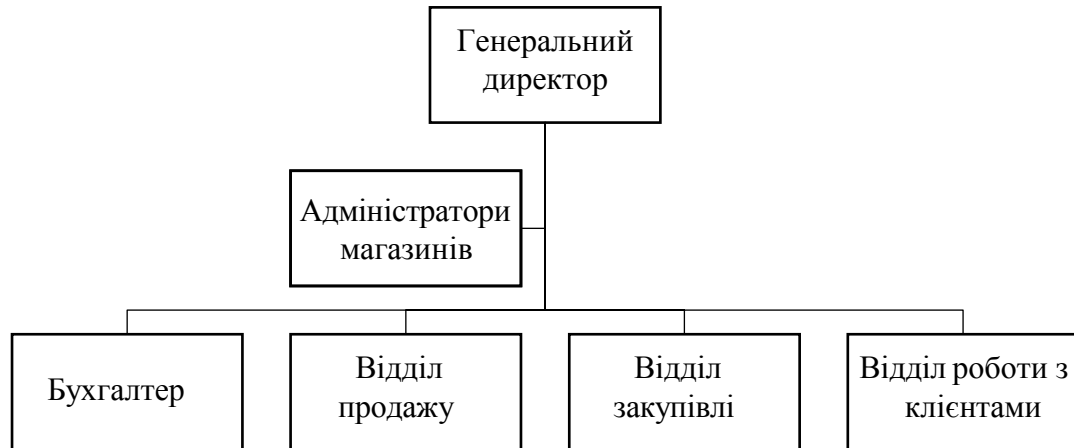 Генеральний
директор
Адміністратори
магазинів
Бухгалтер
Відділ
продажу
Відділ
закупівлі
Відділ роботи з
клієнтами